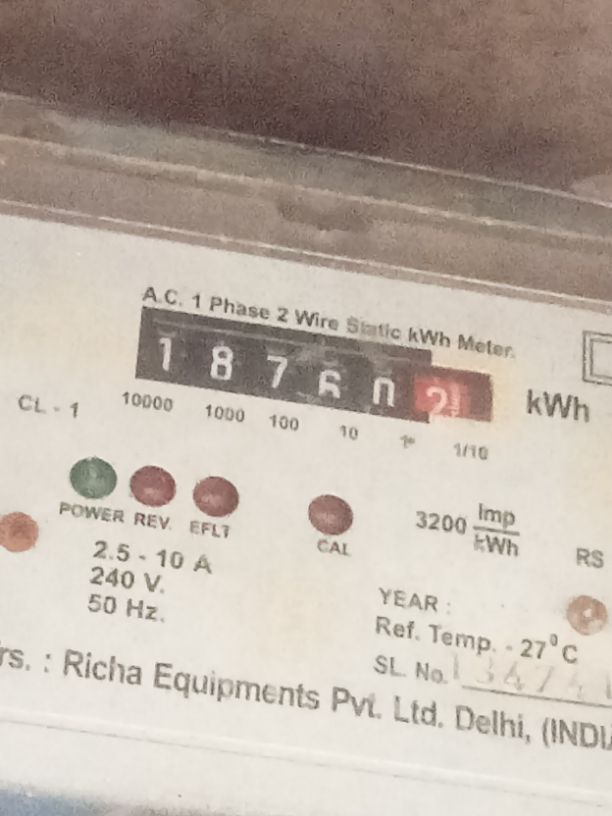 A.C. 1 Phase 2 Wire Static kWh Meter.
1 8 7 6 0 2 kWh
CL - 1 10000 1000 100 10 1 1/10
POWER REV. EFLT CAL
3200 Imp/kWh
RS
2.5 - 10 A
240 V.
50 Hz.
YEAR :
Ref. Temp. - 27°C
SL. No. 13474
rs. : Richa Equipments Pvt. Ltd. Delhi, (INDI